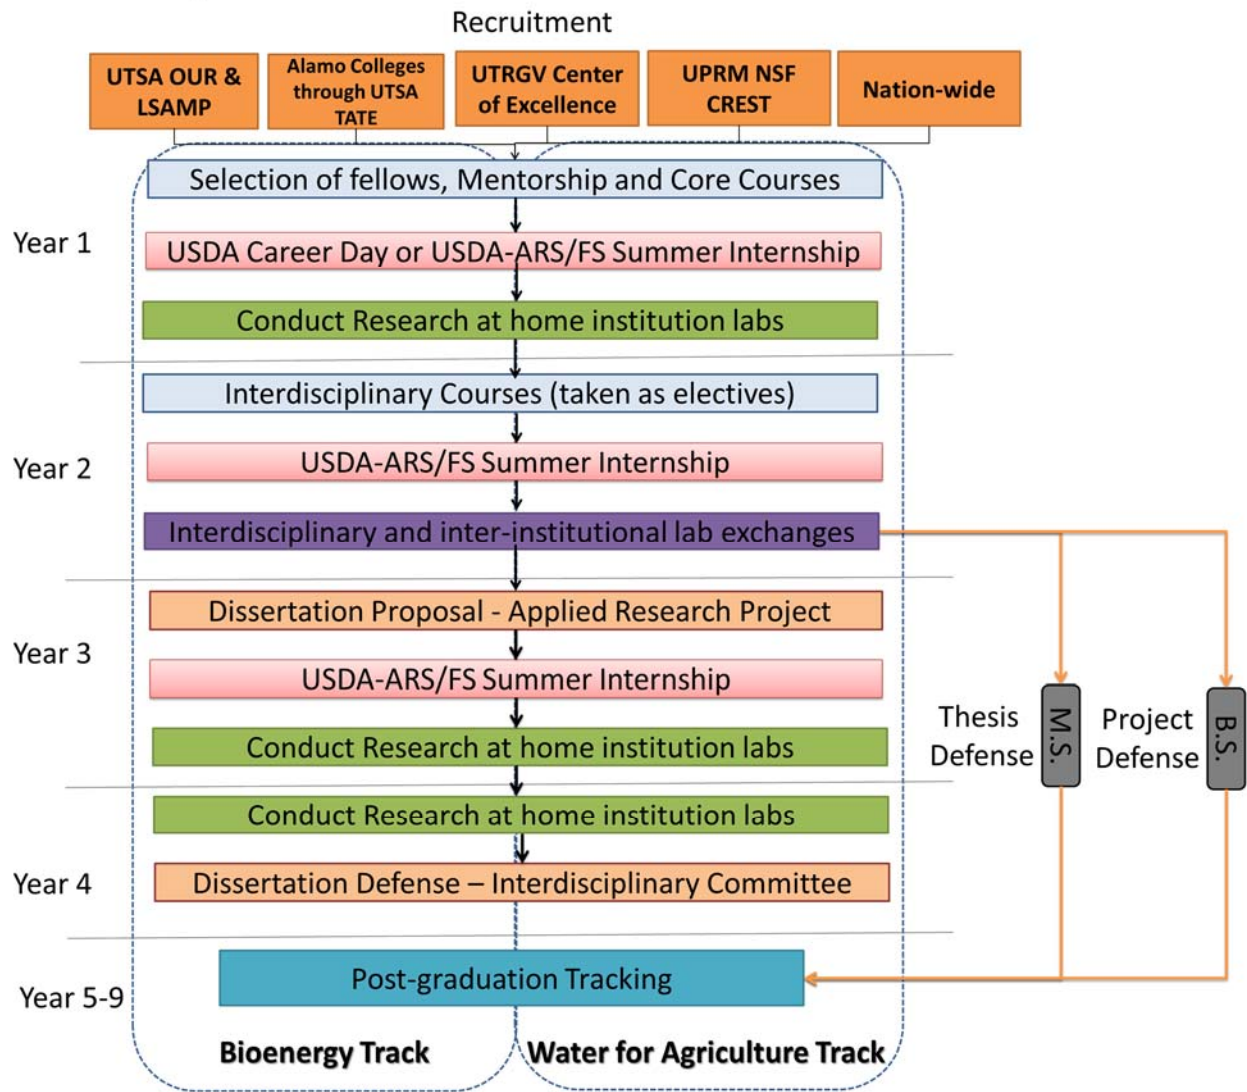 Recruitment
UTSA OUR &
LSAMP
Alamo Colleges
through UTSA
TATE
UTRGV Center
of Excellence
UPRM NSF
CREST
Nation-wide
Selection of fellows, Mentorship and Core Courses
Year 1
USDA Career Day or USDA-ARS/FS Summer Internship
Conduct Research at home institution labs
Interdisciplinary Courses (taken as electives)
Year 2
USDA-ARS/FS Summer Internship
Interdisciplinary and inter-institutional lab exchanges
Dissertation Proposal - Applied Research Project
Year 3
USDA-ARS/FS Summer Internship
Conduct Research at home institution labs
Thesis
Defense
M.S.
Project
Defense
B.S.
Conduct Research at home institution labs
Year 4
Dissertation Defense – Interdisciplinary Committee
Post-graduation Tracking
Year 5-9
Bioenergy Track
Water for Agriculture Track